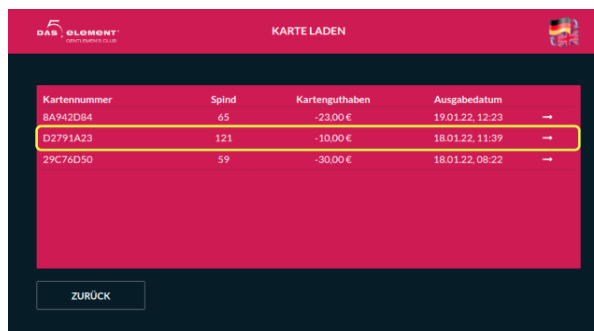 5
DAS ELEMENT
GENTLEMEN'S CLUB
KARTE LADEN
Kartennummer Spind Kartenguthaben Ausgabedatum
8A942D84 65 -23,00 € 19.01.22, 12:23 →
D2791A23 121 -10,00 € 18.01.22, 11:39 →
29C76D50 59 -30,00 € 18.01.22, 08:22 →
ZURÜCK